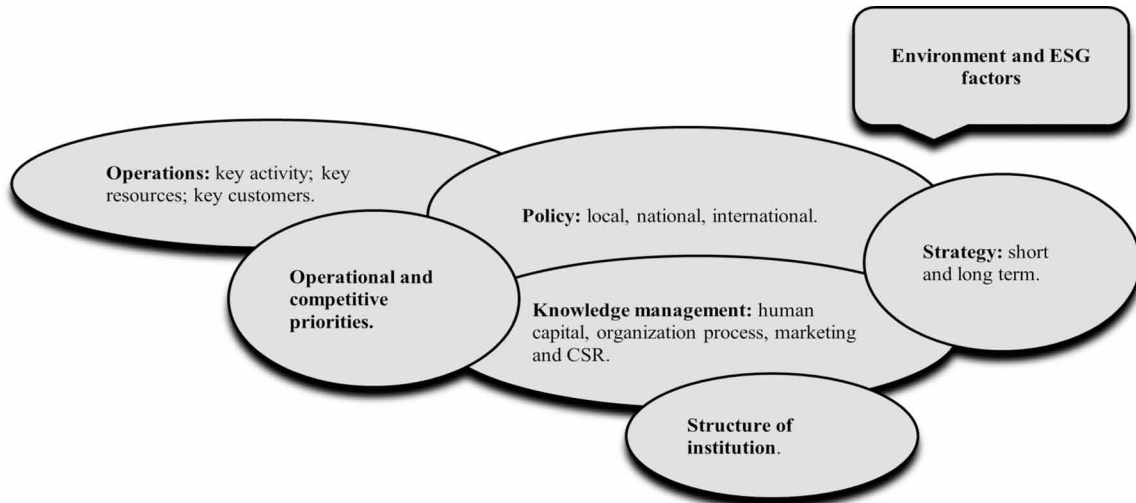 Environment and ESG
factors
Operations: key activity; key
resources; key customers.
Policy: local, national, international.
Strategy: short
and long term.
Operational and
competitive
priorities.
Knowledge management: human
capital, organization process, marketing
and CSR.
Structure of
institution.